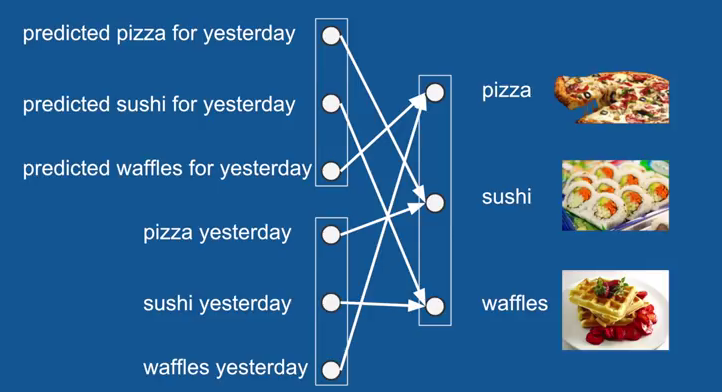 predicted pizza for yesterday
predicted sushi for yesterday
predicted waffles for yesterday
pizza yesterday
sushi yesterday
waffles yesterday
pizza
sushi
waffles